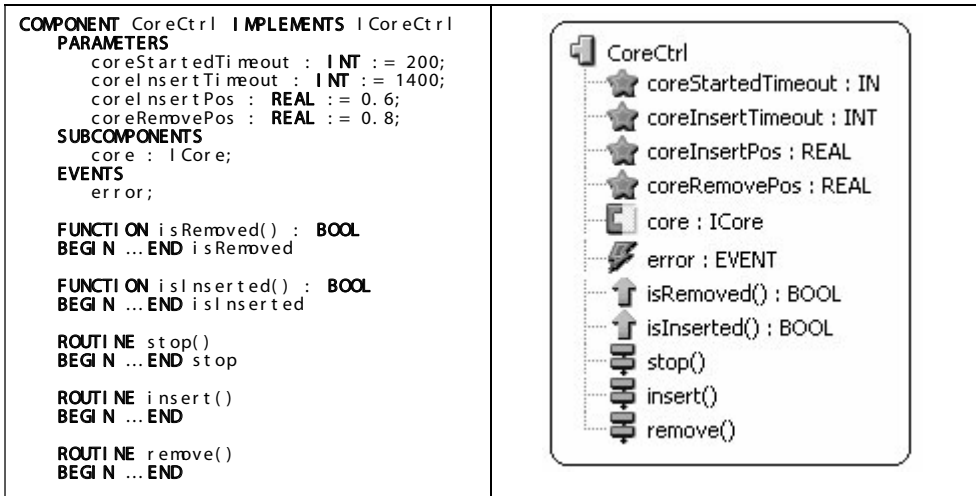 COMPONENT CoreCtrl IMPLEMENTS ICoreCtrl
PARAMETERS
coreStartedTimeout : INT := 200;
coreInsertTimeout : INT := 1400;
coreInsertPos : REAL := 0.6;
coreRemovePos : REAL := 0.8;
SUBCOMPONENTS
core : ICore;
EVENTS
error;
FUNCTION isRemoved() : BOOL
BEGIN ... END isRemoved
FUNCTION isInserted() : BOOL
BEGIN ... END isInserted
ROUTINE stop()
BEGIN ... END stop
ROUTINE insert()
BEGIN ... END
ROUTINE remove()
BEGIN ... END
CoreCtrl
coreStartedTimeout : IN
coreInsertTimeout : INT
coreInsertPos : REAL
coreRemovePos : REAL
core : ICore
error : EVENT
isRemoved() : BOOL
isInserted() : BOOL
stop()
insert()
remove()